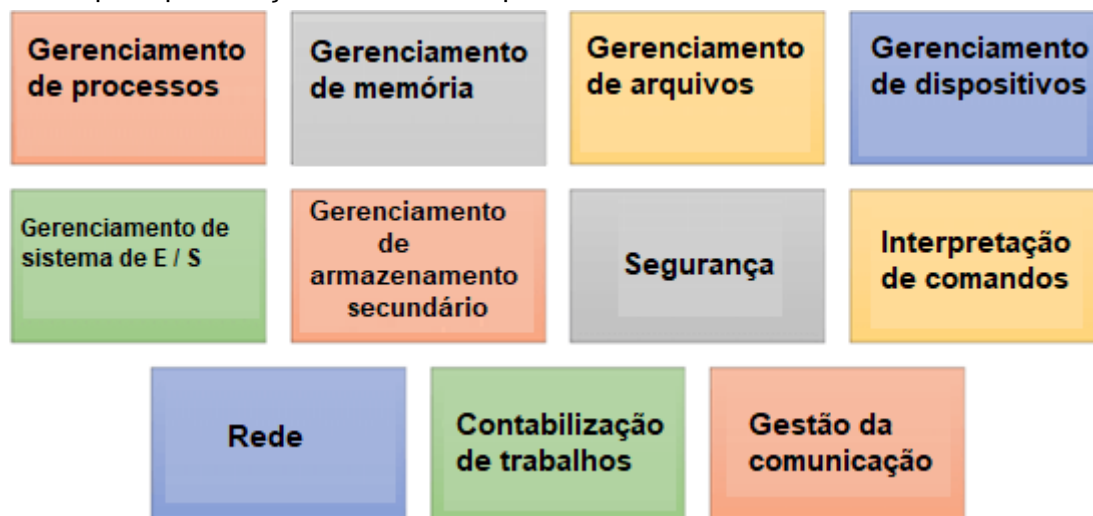 Gerenciamento
de processos
Gerenciamento
de memória
Gerenciamento
de arquivos
Gerenciamento
de dispositivos
Gerenciamento de
sistema de E / S
Gerenciamento
de
armazenamento
secundário
Segurança
Interpretação
de comandos
Rede
Contabilização
de trabalhos
Gestão da
comunicação